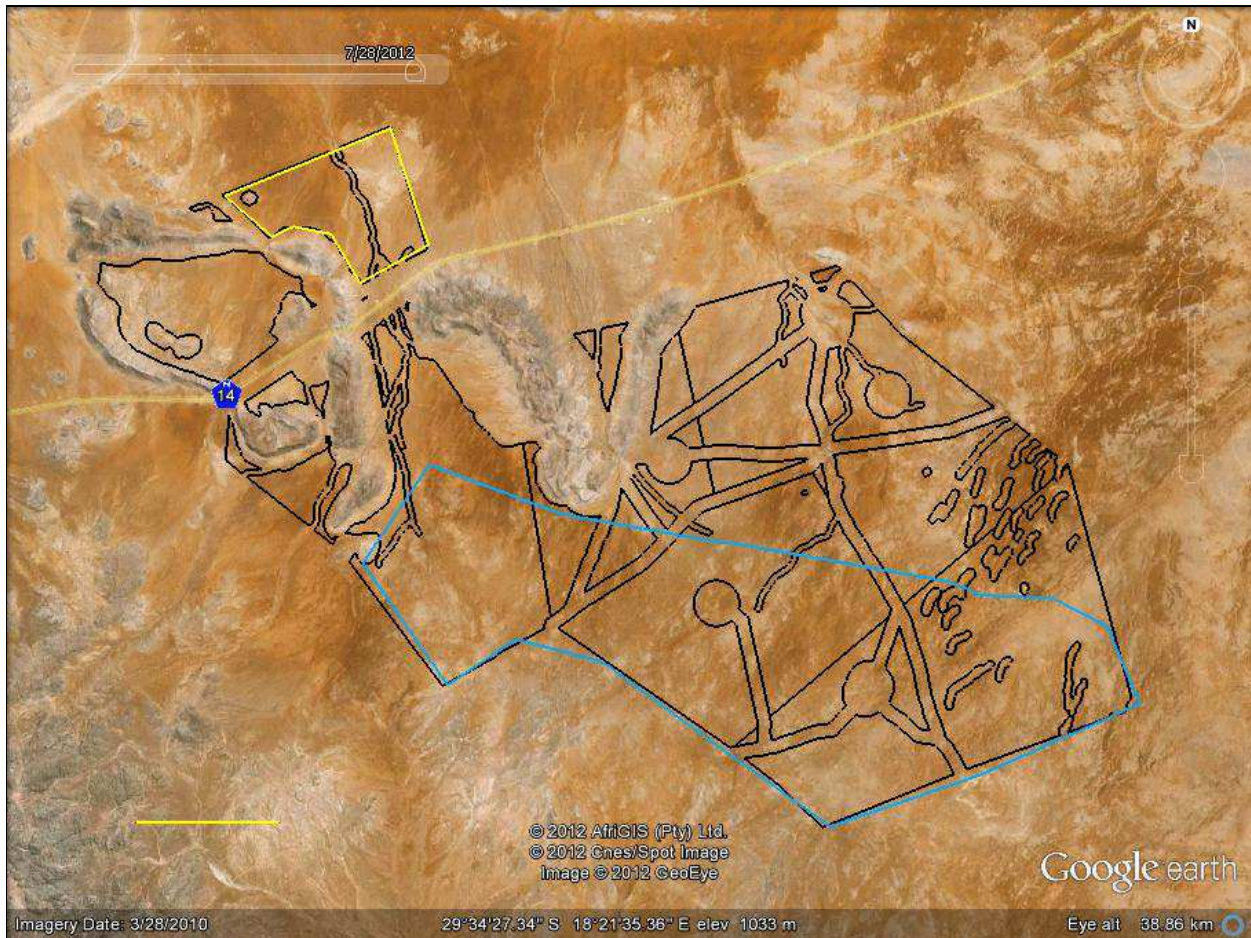 N
7/28/2012
N
14
© 2012 AfriGIS (Pty) Ltd.
© 2012 Cnes/Spot Image
Image © 2012 GeoEye
Google earth
Imagery Date: 3/28/2010 29°34'27.34" S 18°21'35.36" E elev 1033 m Eye alt 38.86 km